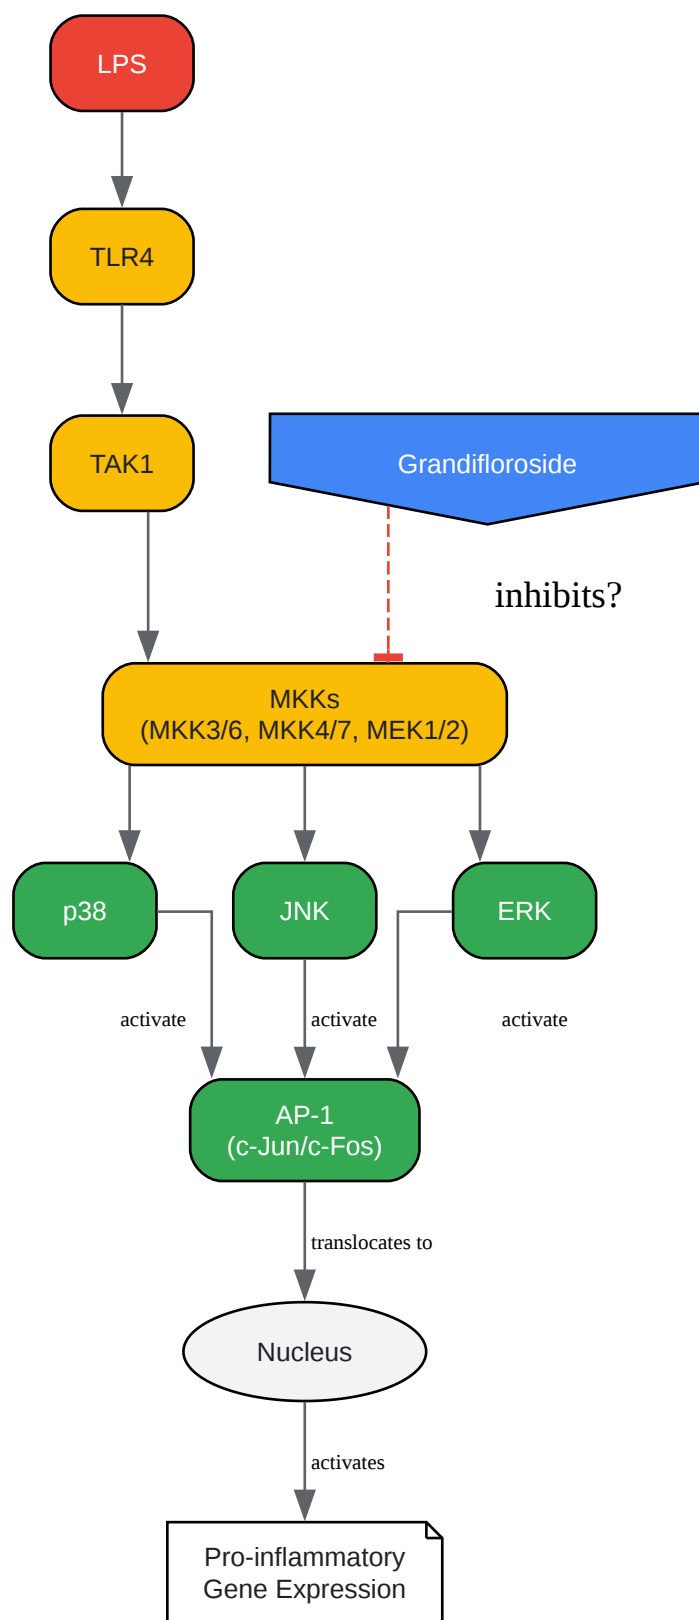 LPS
TLR4
TAK1
Grandifloroside
inhibits?
MKKs
(MKK3/6, MKK4/7, MEK1/2)
p38
JNK
ERK
activate
activate
activate
AP-1
(c-Jun/c-Fos)
translocates to
Nucleus
activates
Pro-inflammatory
Gene Expression